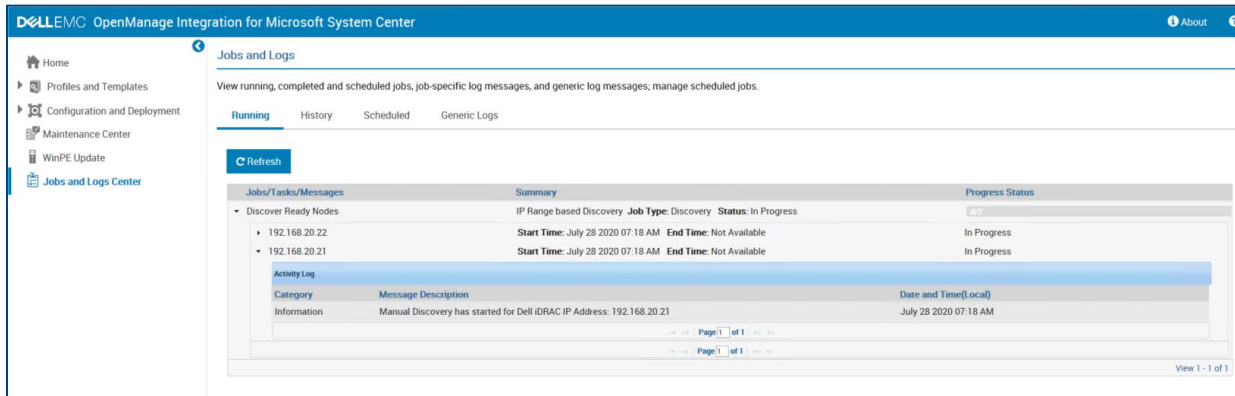 DELLEMC OpenManage Integration for Microsoft System Center
About
Home
Profiles and Templates
Configuration and Deployment
Maintenance Center
WinPE Update
Jobs and Logs Center
Jobs and Logs
View running, completed and scheduled jobs, job-specific log messages, and generic log messages; manage scheduled jobs.
Running History Scheduled Generic Logs
Refresh
Jobs/Tasks/Messages Summary Progress Status
Discover Ready Nodes IP Range based Discovery Job Type: Discovery Status: In Progress
192.168.20.22 Start Time: July 28 2020 07:18 AM End Time: Not Available In Progress
192.168.20.21 Start Time: July 28 2020 07:18 AM End Time: Not Available In Progress
Activity Log
Category Message Description Date and Time(Local)
Information Manual Discovery has started for Dell iDRAC IP Address: 192.168.20.21 July 28 2020 07:18 AM
Page 1 of 1
Page 1 of 1
View 1 - 1 of 1